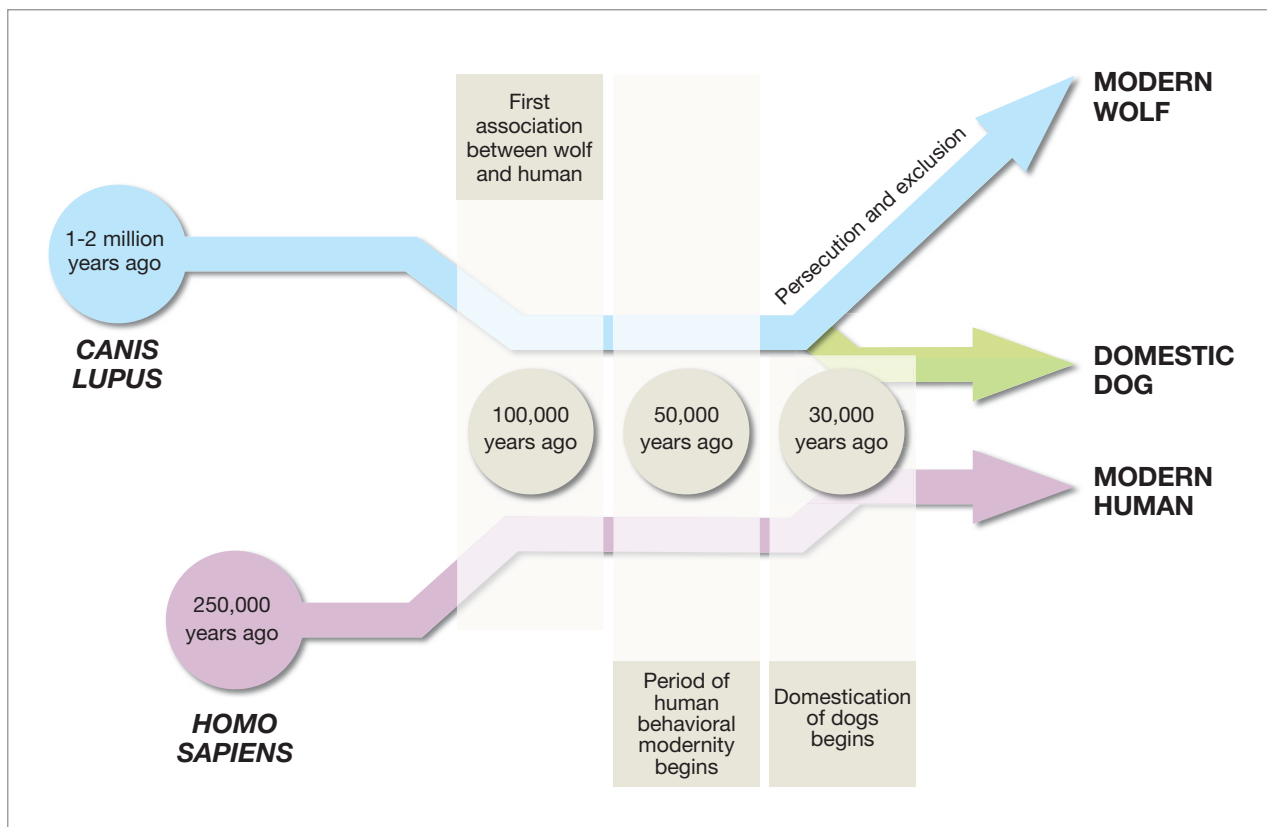 First
association
between wolf
and human
MODERN
WOLF
Persecution and exclusion
1-2 million
years ago
CANIS
LUPUS
DOMESTIC
DOG
100,000
years ago
50,000
years ago
30,000
years ago
MODERN
HUMAN
250,000
years ago
HOMO
SAPIENS
Period of
human
behavioral
modernity
begins
Domestication
of dogs
begins